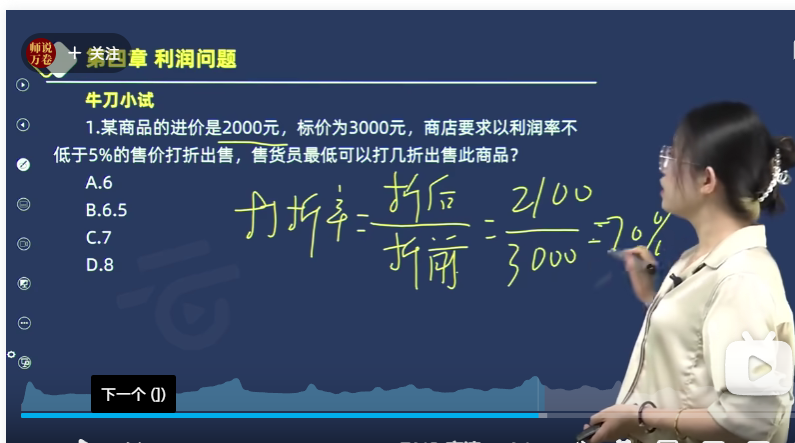 师说
万卷
+ 关注
第四章 利润问题
牛刀小试
1.某商品的进价是2000元，标价为3000元，商店要求以利润率不
低于5%的售价打折出售，售货员最低可以打几折出售此商品？
A.6
B.6.5
C.7
D.8
打折率=折后/折前=2100/3000=70%
下一个 (])